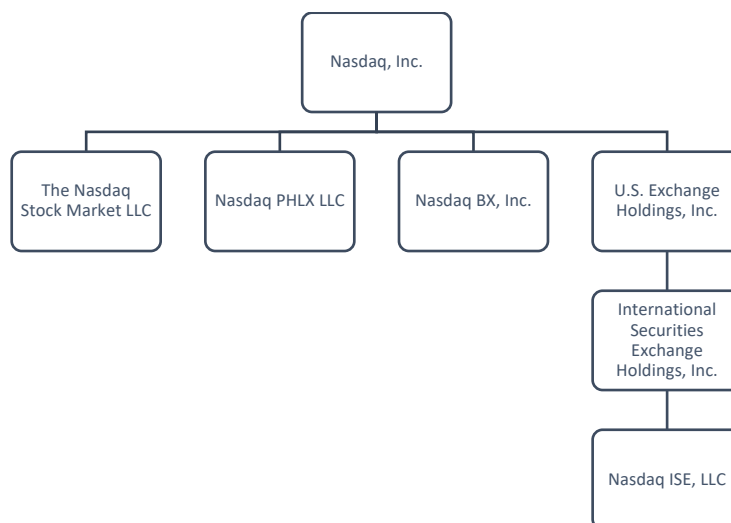 Nasdaq, Inc.
The Nasdaq
Stock Market LLC
Nasdaq PHLX LLC
Nasdaq BX, Inc.
U.S. Exchange
Holdings, Inc.
International
Securities
Exchange
Holdings, Inc.
Nasdaq ISE, LLC